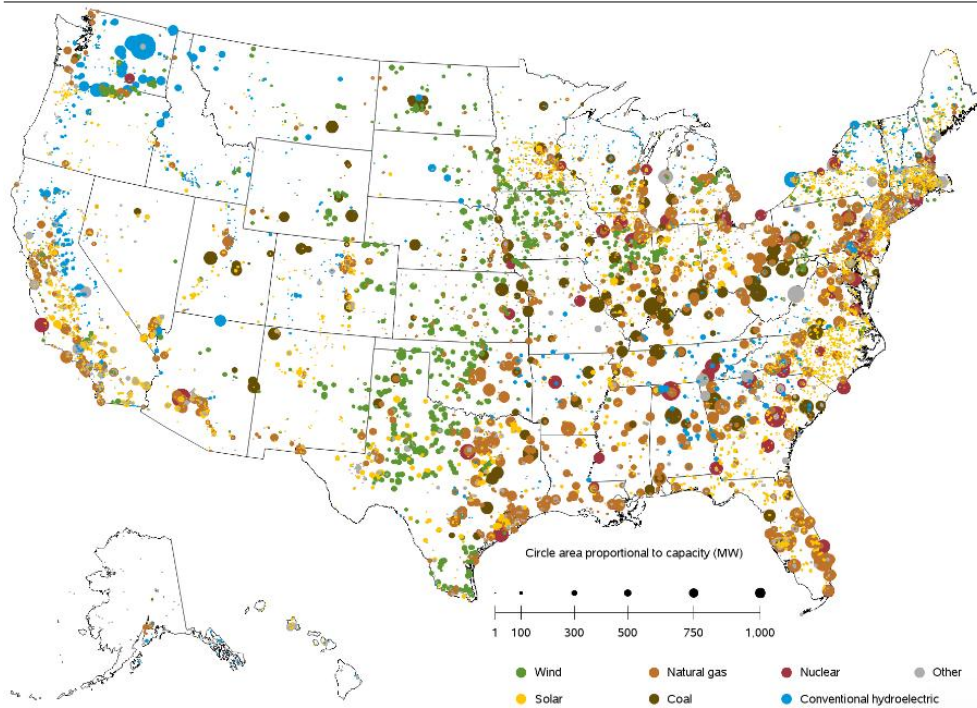 Circle area proportional to capacity (MW)
1 100 300 500 750 1,000
Wind Natural gas Nuclear Other
Solar Coal Conventional hydroelectric